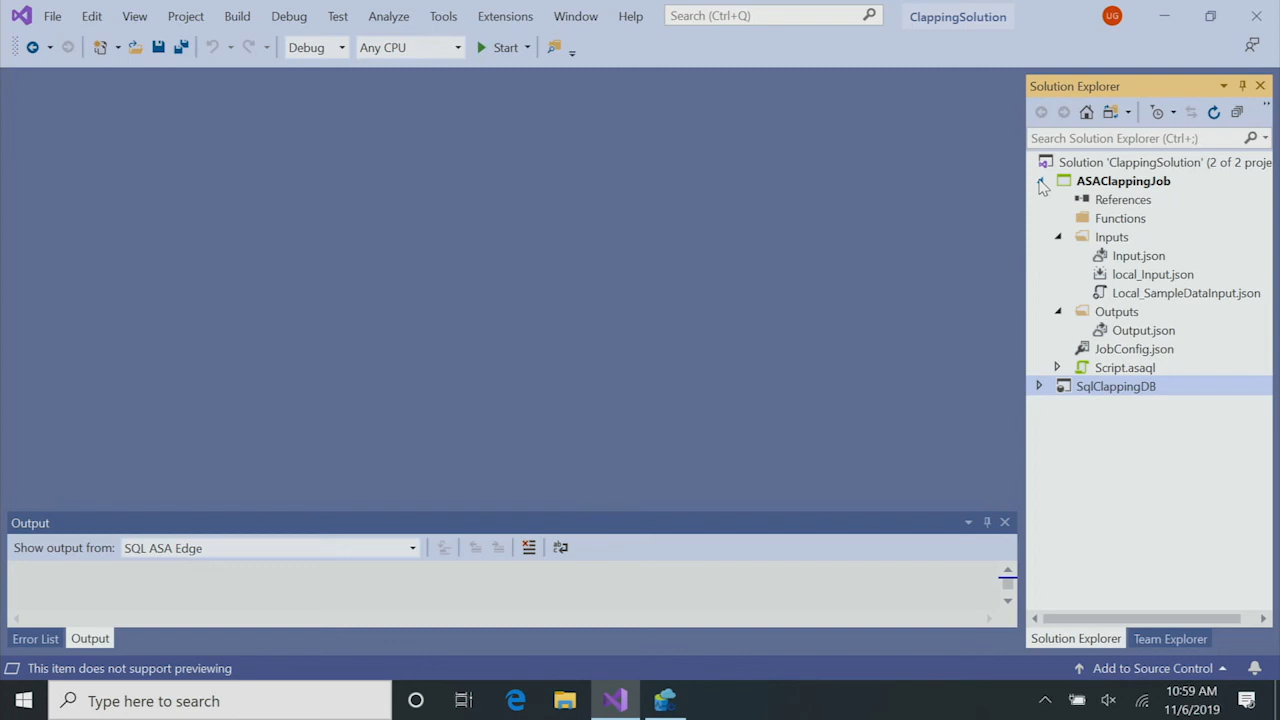 File Edit View Project Build Debug Test Analyze Tools Extensions Window Help Search (Ctrl+Q) ClappingSolution UG
Debug Any CPU Start
Solution Explorer
Search Solution Explorer (Ctrl+;)
Solution 'ClappingSolution' (2 of 2 proje
ASAClappingJob
References
Functions
Inputs
Input.json
local_Input.json
Local_SampleDataInput.json
Outputs
Output.json
JobConfig.json
Script.asaql
SqlClappingDB
Output
Show output from: SQL ASA Edge
Error List Output
Solution Explorer Team Explorer
This item does not support previewing
Add to Source Control
Type here to search
10:59 AM
11/6/2019